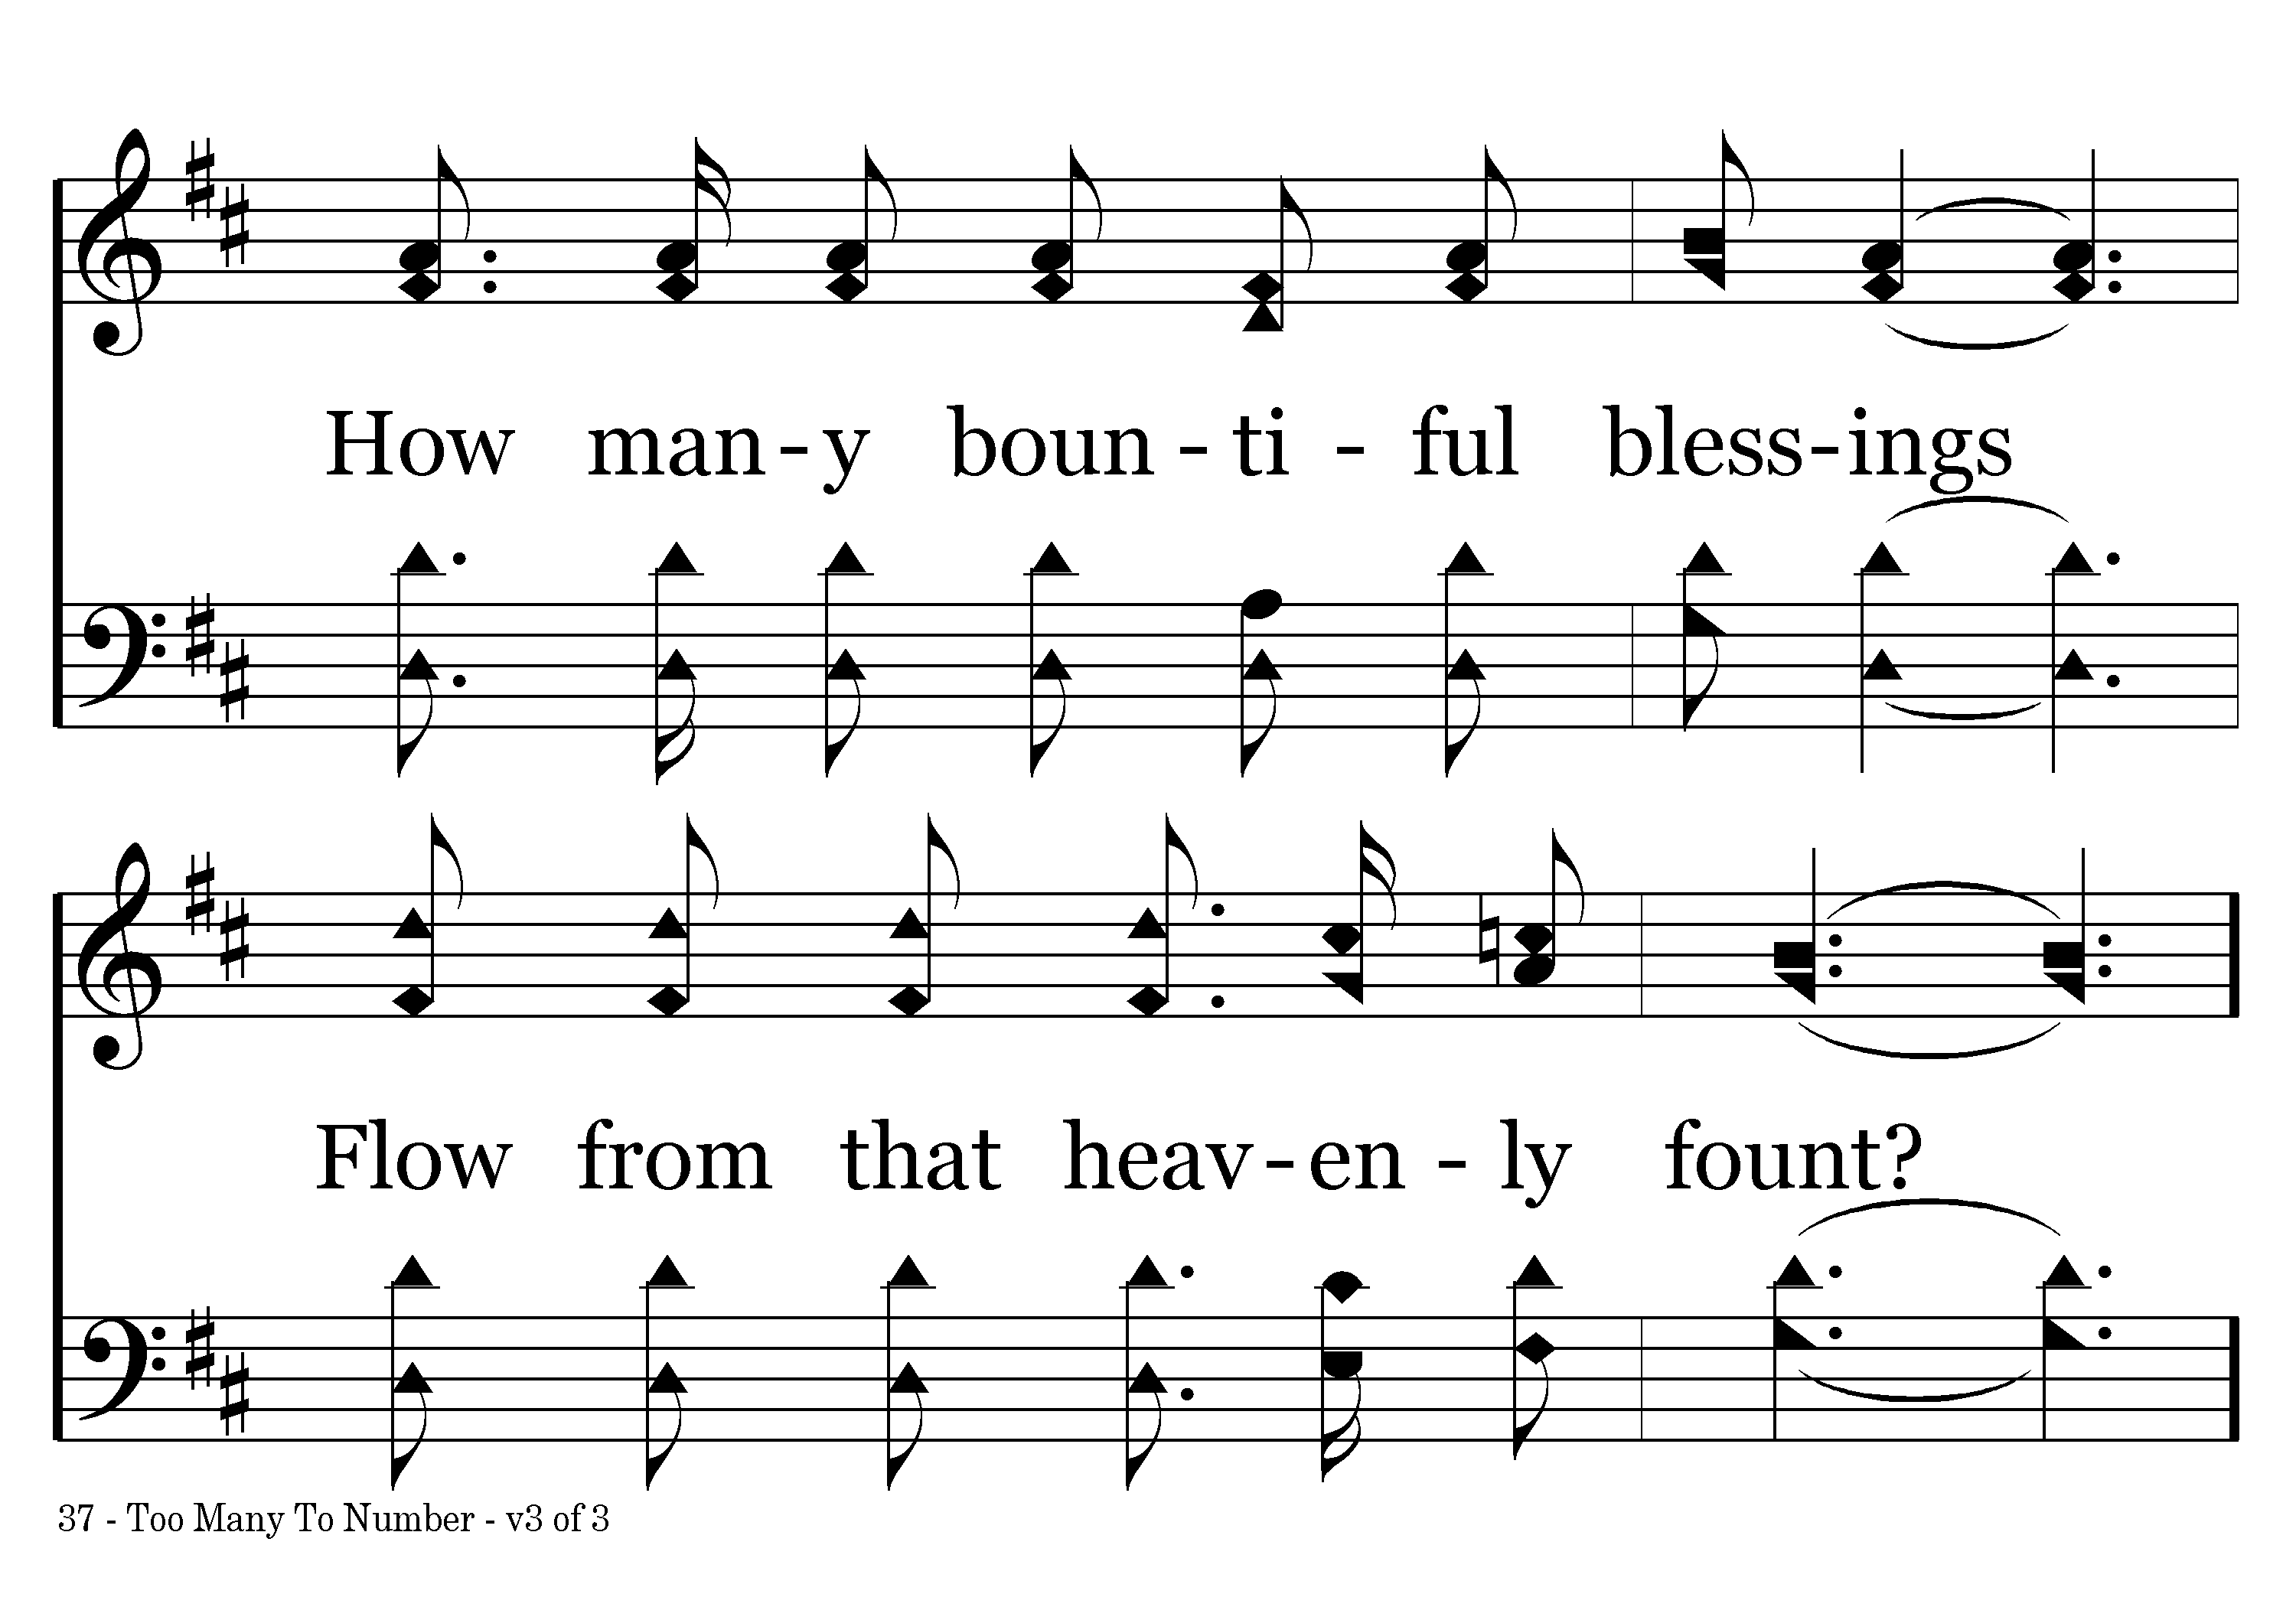 How man-y boun - ti - ful bless-ings
Flow from that heav-en - ly fount?
37 - Too Many To Number - v3 of 3